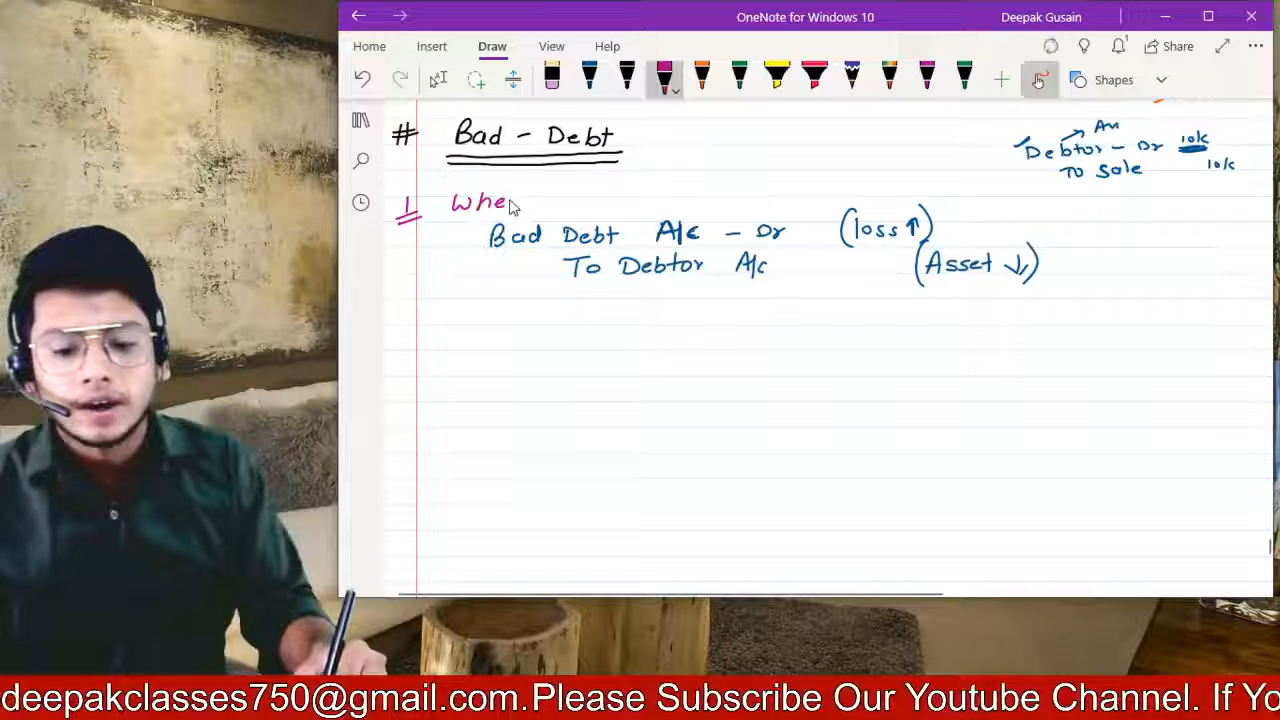 OneNote for Windows 10
Deepak Gusain
Home Insert Draw View Help
Share
Shapes
# Bad - Debt
An
Debtor - Dr 10k
To Sale 10k
1 Whe
Bad Debt A/c - Dr (loss ↑)
To Debtor A/c (Asset ↓)
deepakclasses750@gmail.com.Please Subscribe Our Youtube Channel. If Yo